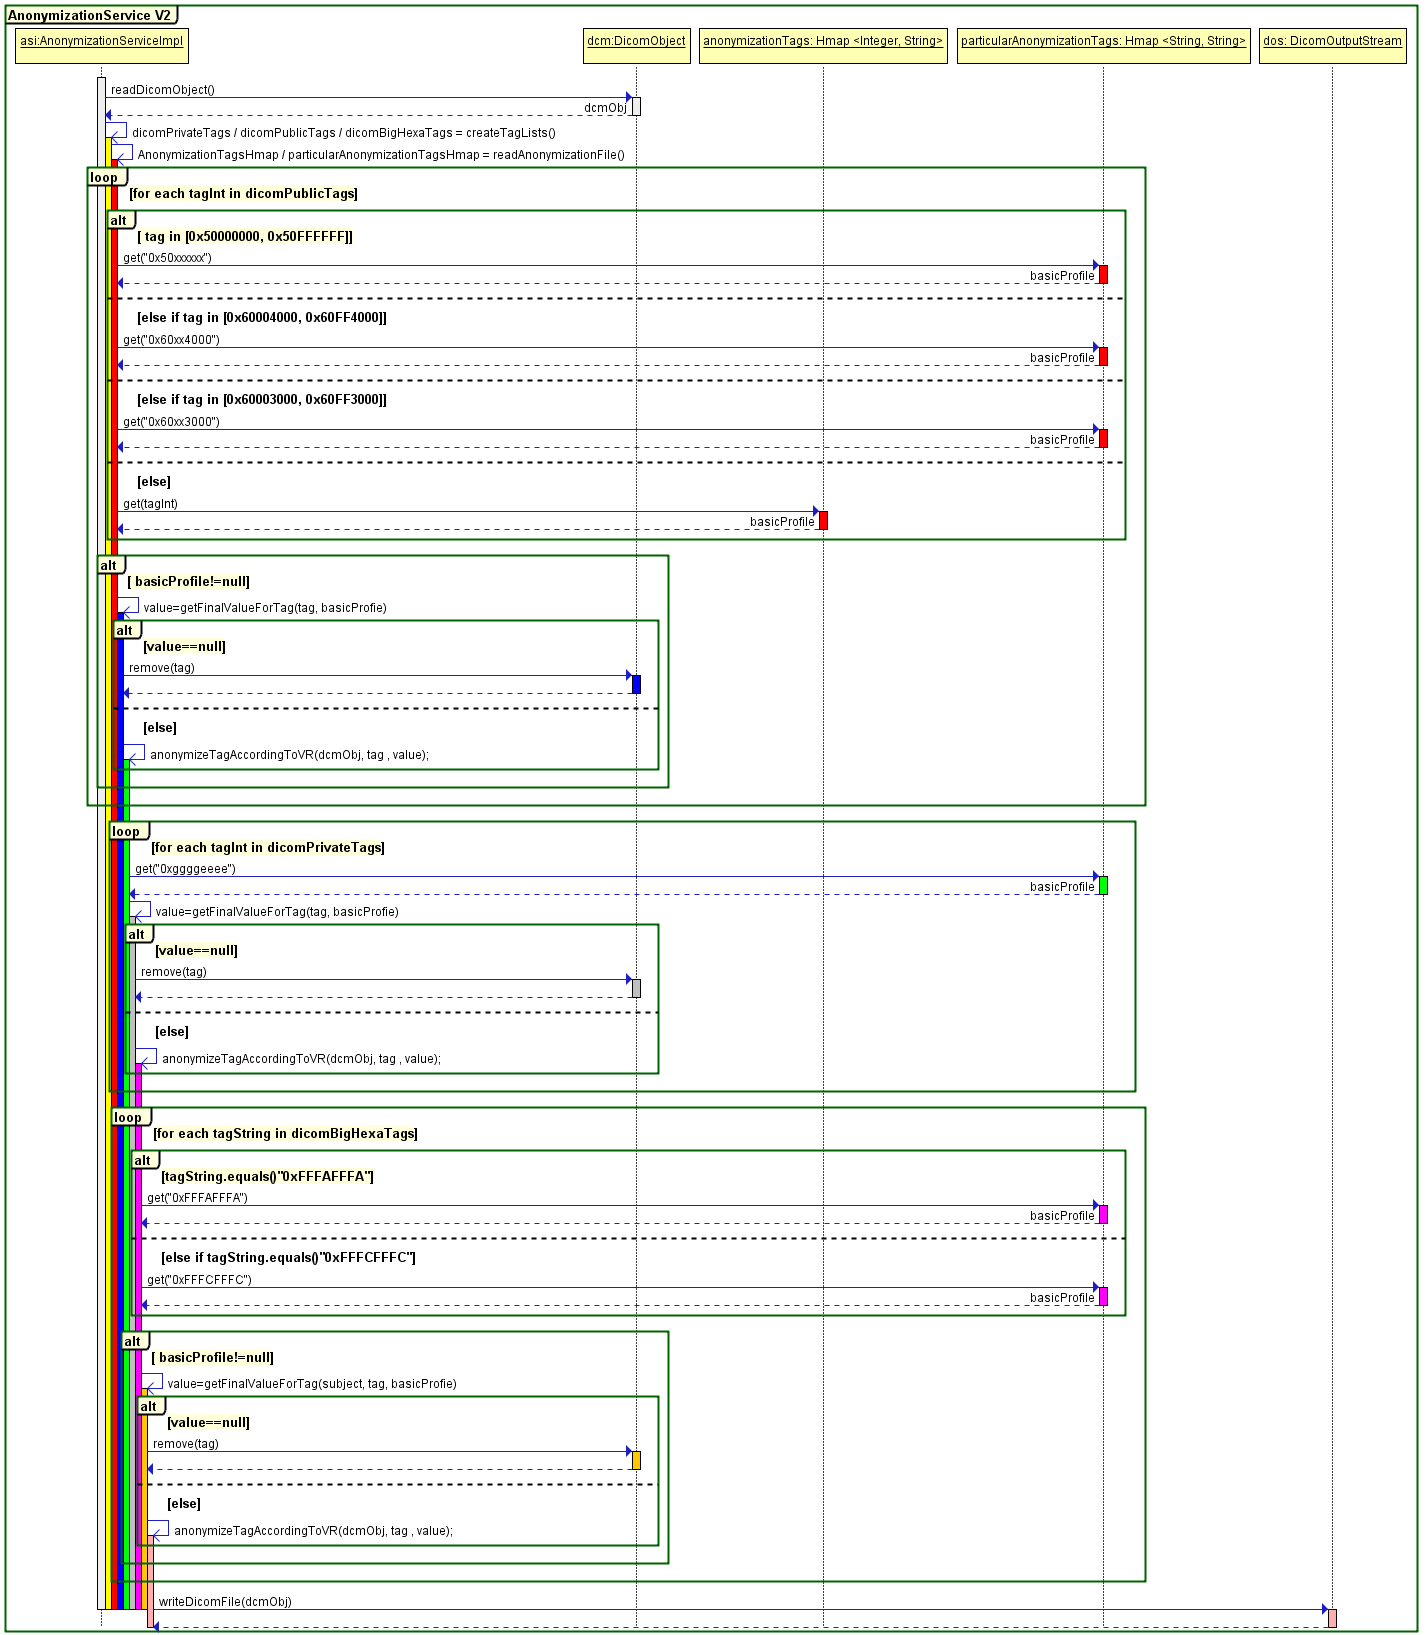 AnonymizationService V2
asi:AnonymizationServiceImpl
dcm:DicomObject
anonymizationTags: Hmap <Integer, String>
particularAnonymizationTags: Hmap <String, String>
dos: DicomOutputStream
readDicomObject()
dcmObj
dicomPrivateTags / dicomPublicTags / dicomBigHexaTags = createTagLists()
AnonymizationTagsHmap / particularAnonymizationTagsHmap = readAnonymizationFile()
loop
[for each tagInt in dicomPublicTags]
alt
[ tag in [0x50000000, 0x50FFFFFF]]
get("0x50xxxxxx")
basicProfile
[else if tag in [0x60004000, 0x60FF4000]]
get("0x60xx4000")
basicProfile
[else if tag in [0x60003000, 0x60FF3000]]
get("0x60xx3000")
basicProfile
[else]
get(tagInt)
basicProfile
alt
[ basicProfile!=null]
value=getFinalValueForTag(tag, basicProfie)
alt
[value==null]
remove(tag)
[else]
anonymizeTagAccordingToVR(dcmObj, tag , value);
loop
[for each tagInt in dicomPrivateTags]
get("0xggggeeee")
basicProfile
value=getFinalValueForTag(tag, basicProfie)
alt
[value==null]
remove(tag)
[else]
anonymizeTagAccordingToVR(dcmObj, tag , value);
loop
[for each tagString in dicomBigHexaTags]
alt
[tagString.equals()"0xFFFAFFFA"]
get("0xFFFAFFFA")
basicProfile
[else if tagString.equals()"0xFFFCFFFC"]
get("0xFFFCFFFC")
basicProfile
alt
[ basicProfile!=null]
value=getFinalValueForTag(subject, tag, basicProfie)
alt
[value==null]
remove(tag)
[else]
anonymizeTagAccordingToVR(dcmObj, tag , value);
writeDicomFile(dcmObj)